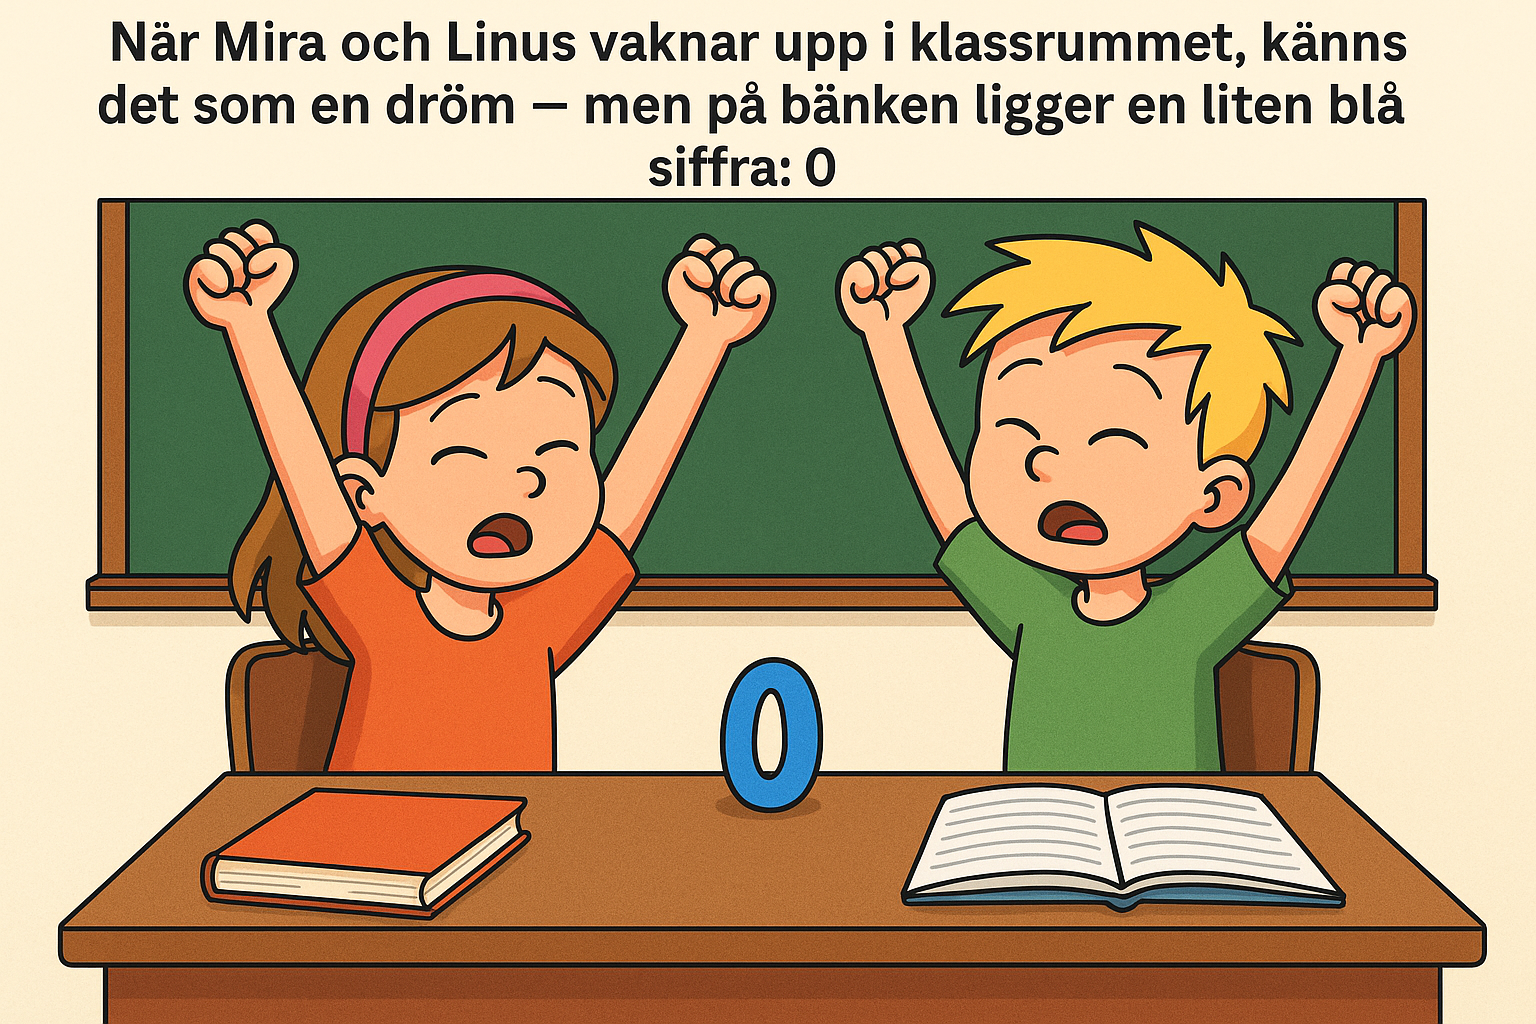 När Mira och Linus vaknar upp i klassrummet, känns
det som en dröm – men på bänken ligger en liten blå
siffra: 0
0